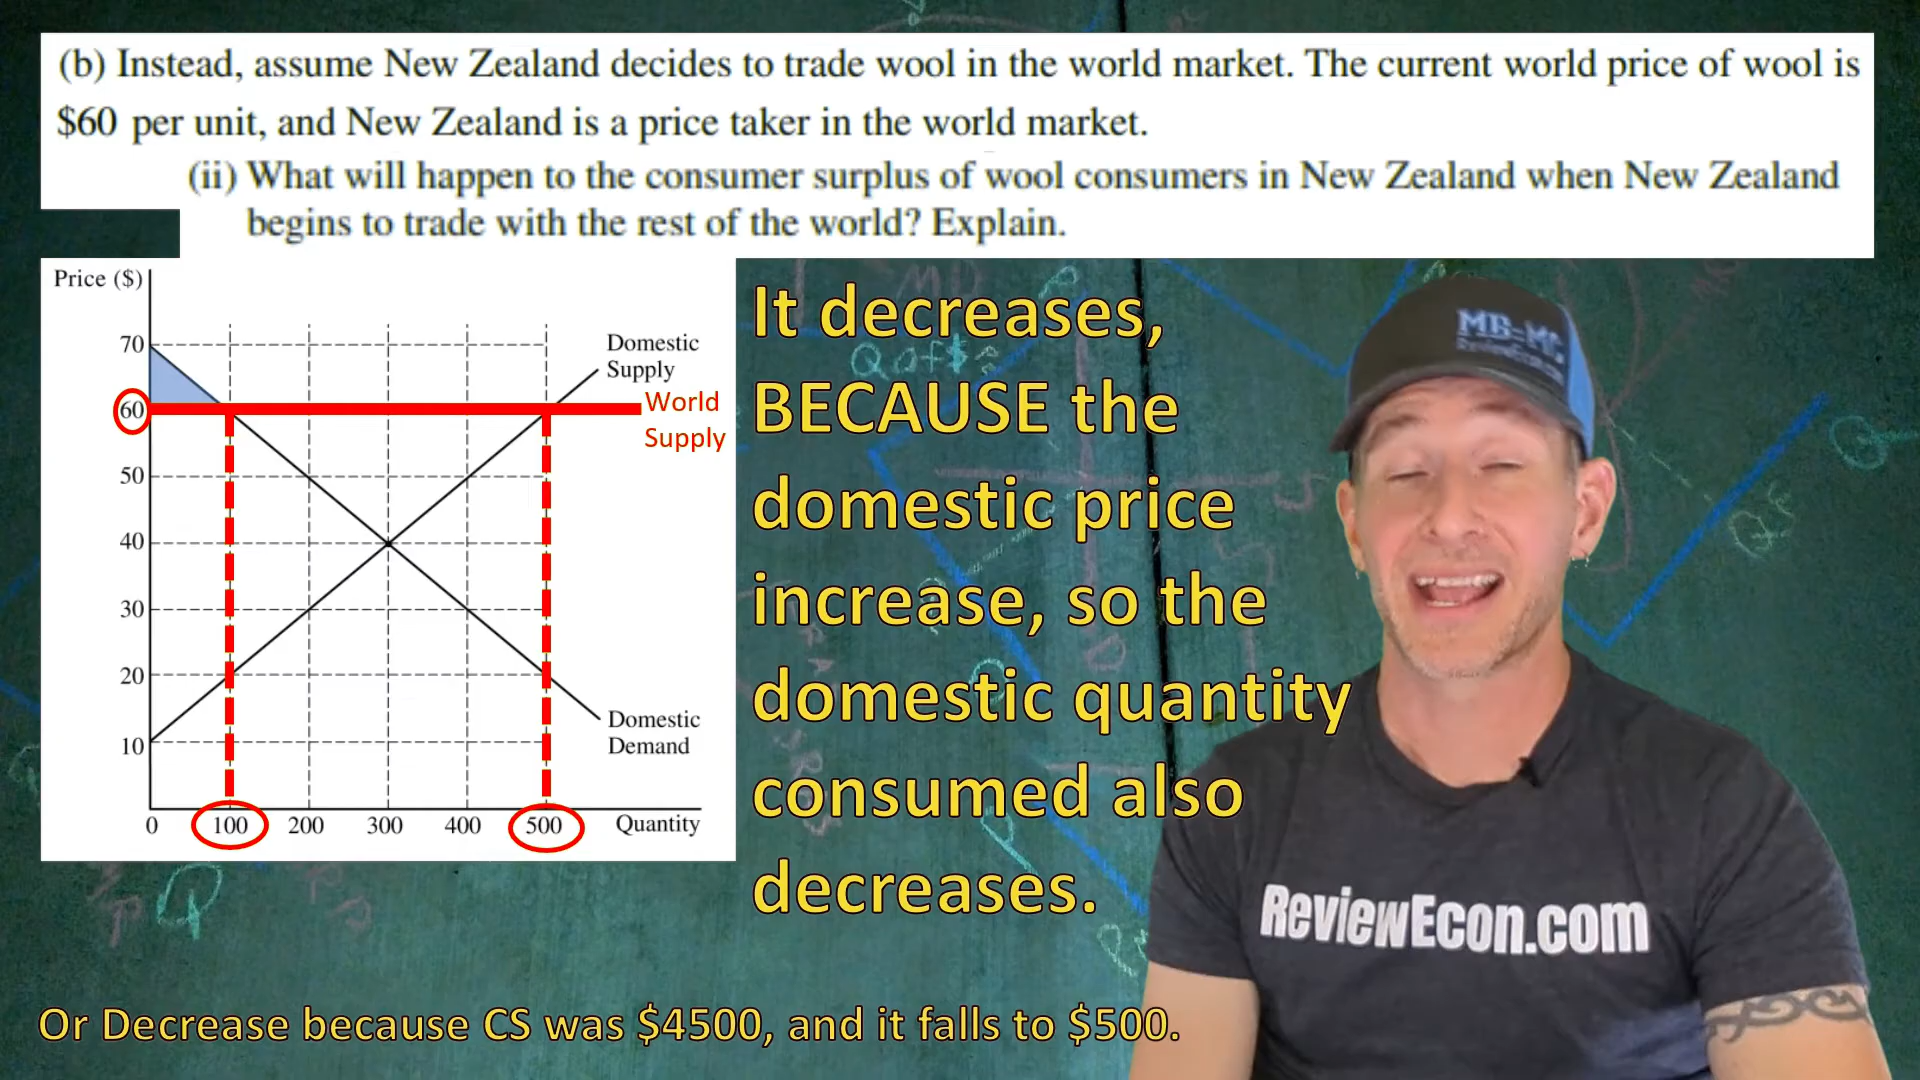 (b) Instead, assume New Zealand decides to trade wool in the world market. The current world price of wool is
$60 per unit, and New Zealand is a price taker in the world market.
(ii) What will happen to the consumer surplus of wool consumers in New Zealand when New Zealand
begins to trade with the rest of the world? Explain.
Price ($)
70
60
50
40
30
20
10
0
100
200
300
400
500
Quantity
Domestic
Supply
World
Supply
Domestic
Demand
It decreases,
BECAUSE the
domestic price
increase, so the
domestic quantity
consumed also
decreases.
Or Decrease because CS was $4500, and it falls to $500.
MB=MC
ReviewEcon.com